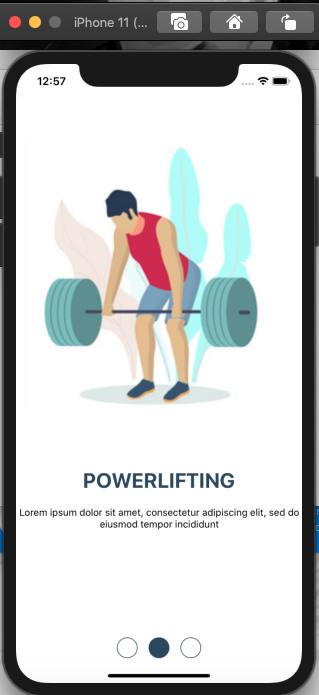 iPhone 11 (...
12:57
POWERLIFTING
Lorem ipsum dolor sit amet, consectetur adipiscing elit, sed do
eiusmod tempor incididunt